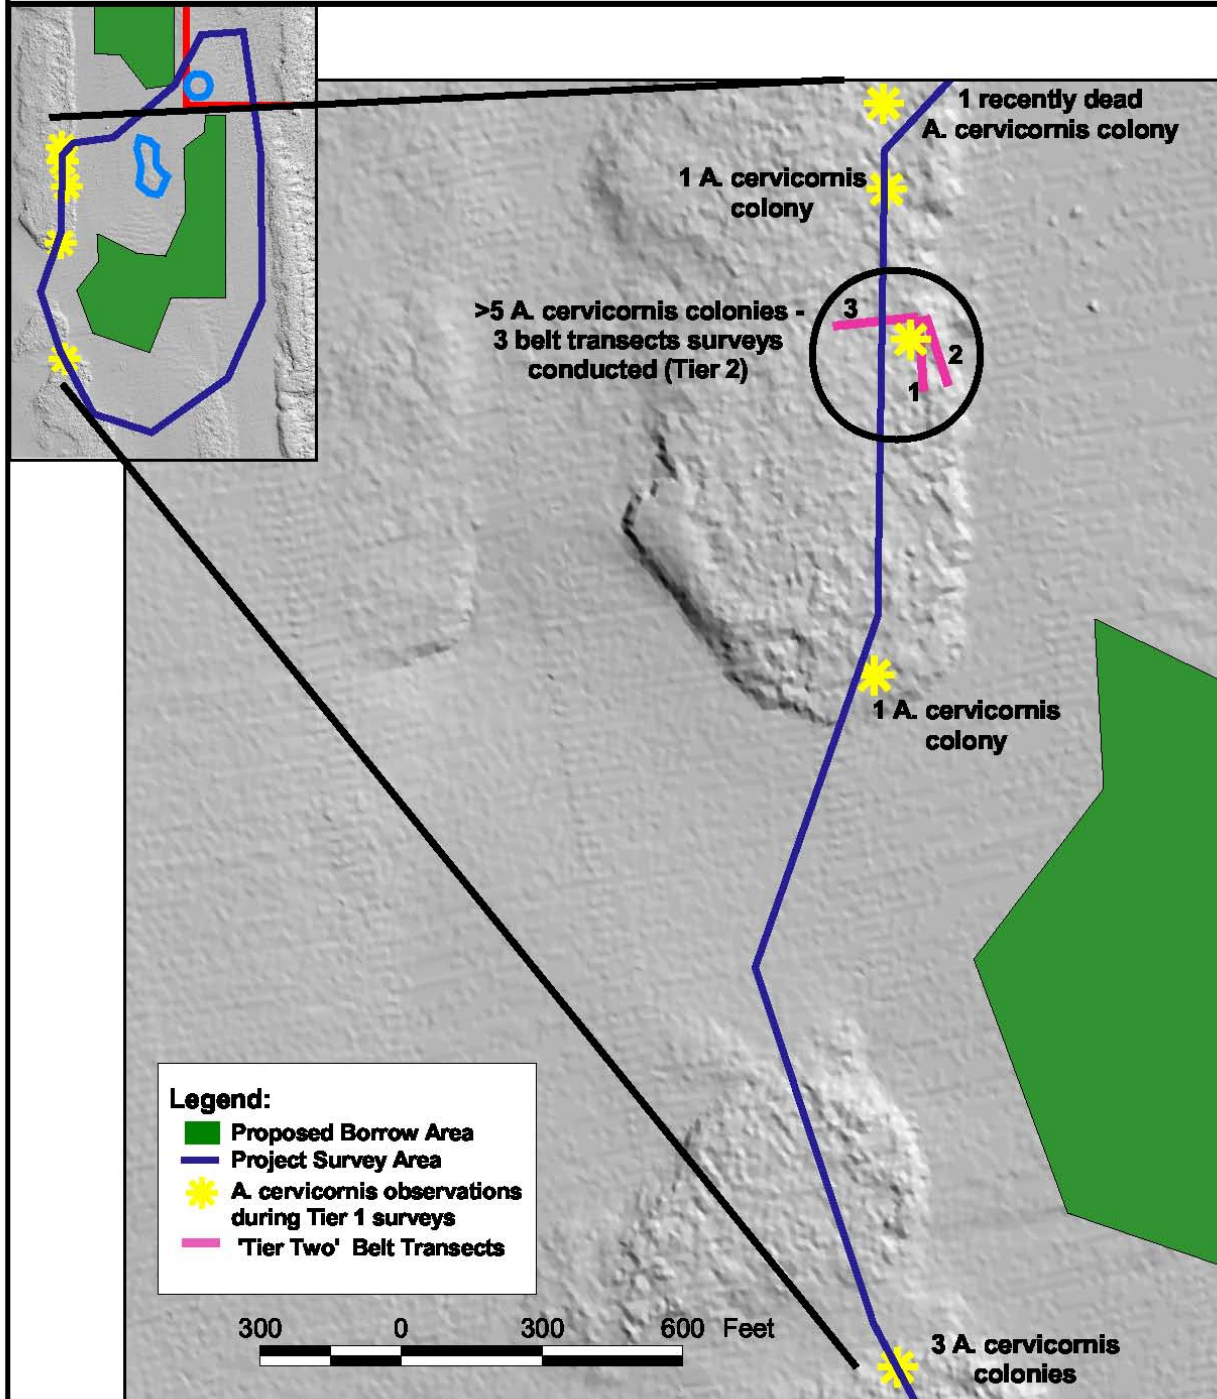 1 recently dead
A. cervicornis colony
1 A. cervicornis
colony
>5 A. cervicornis colonies -
3 belt transects surveys
conducted (Tier 2)
3
2
1
1 A. cervicornis
colony
Legend:
Proposed Borrow Area
Project Survey Area
A. cervicornis observations
during Tier 1 surveys
'Tier Two' Belt Transects
300 0 300 600 Feet
3 A. cervicornis
colonies